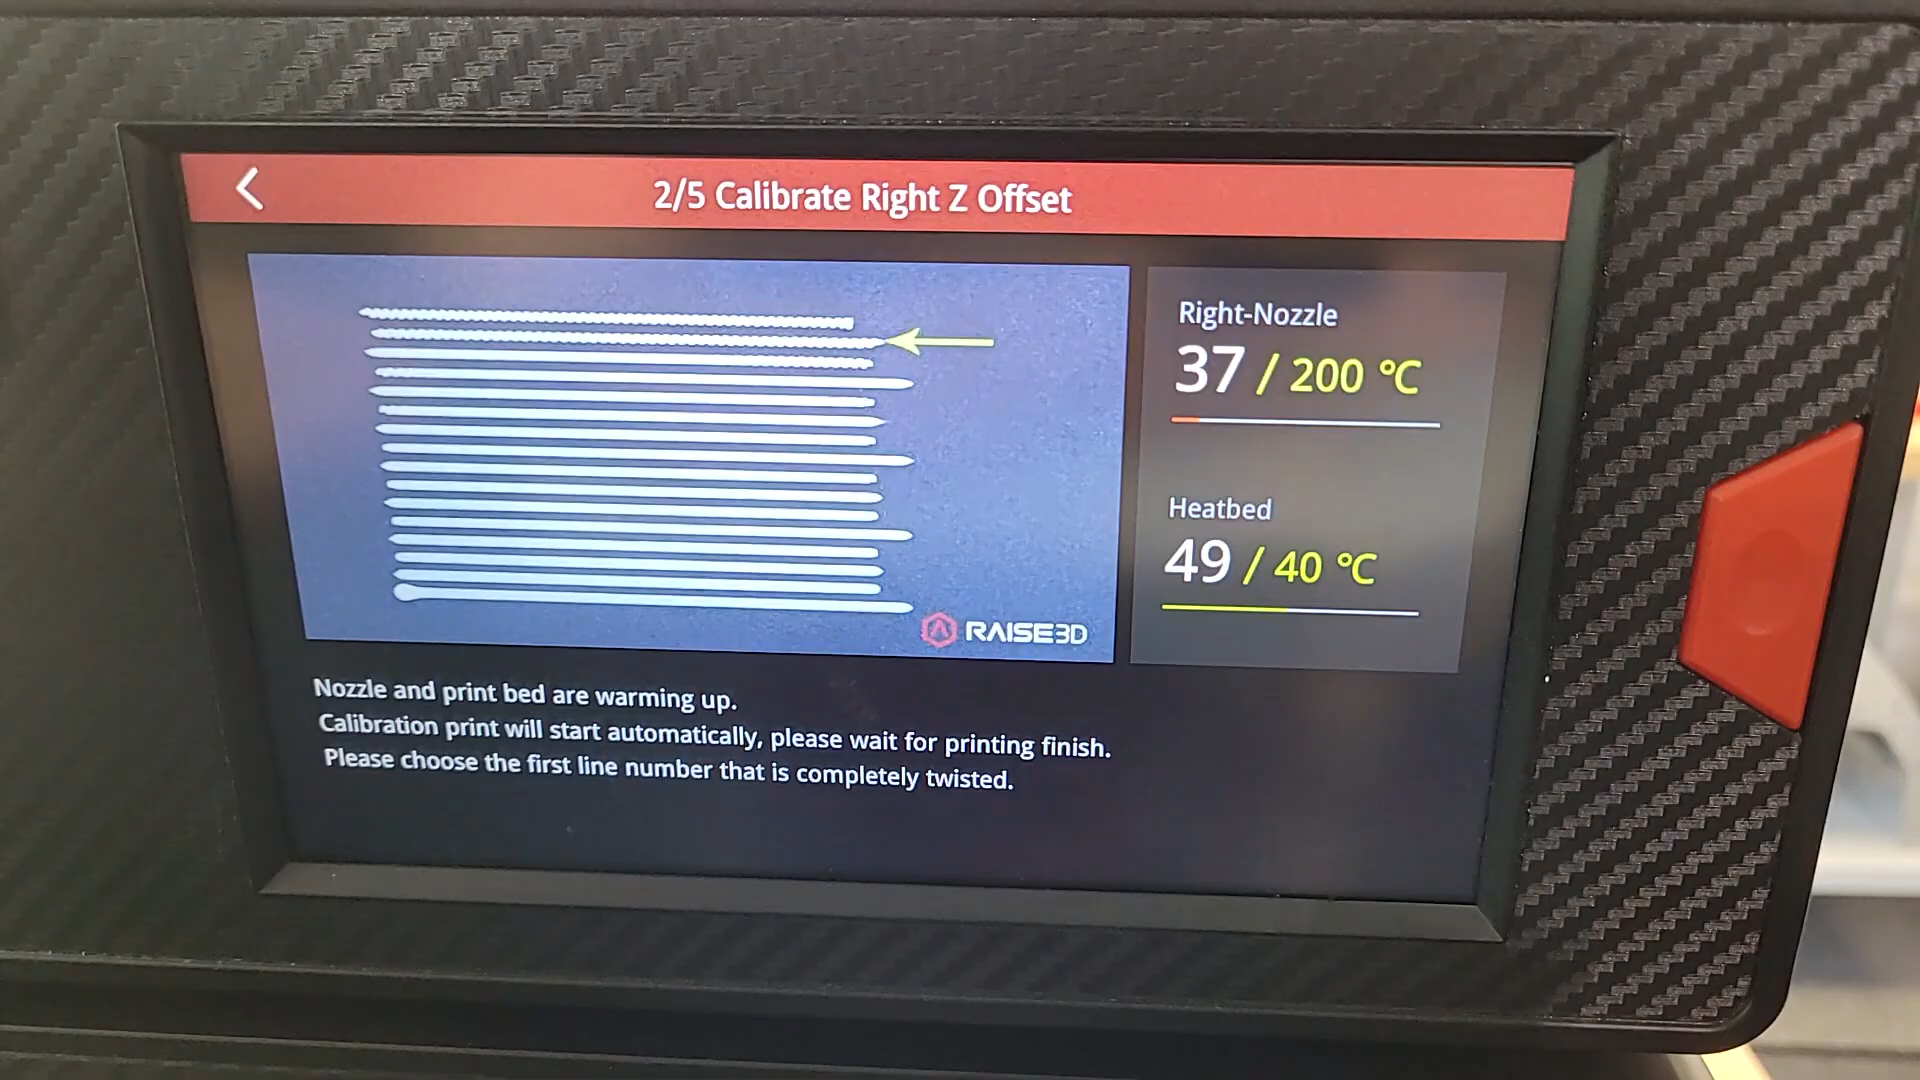 2/5 Calibrate Right Z Offset
Right-Nozzle
37 / 200 °C
Heatbed
49 / 40 °C
RAISE3D
Nozzle and print bed are warming up.
Calibration print will start automatically, please wait for printing finish.
Please choose the first line number that is completely twisted.